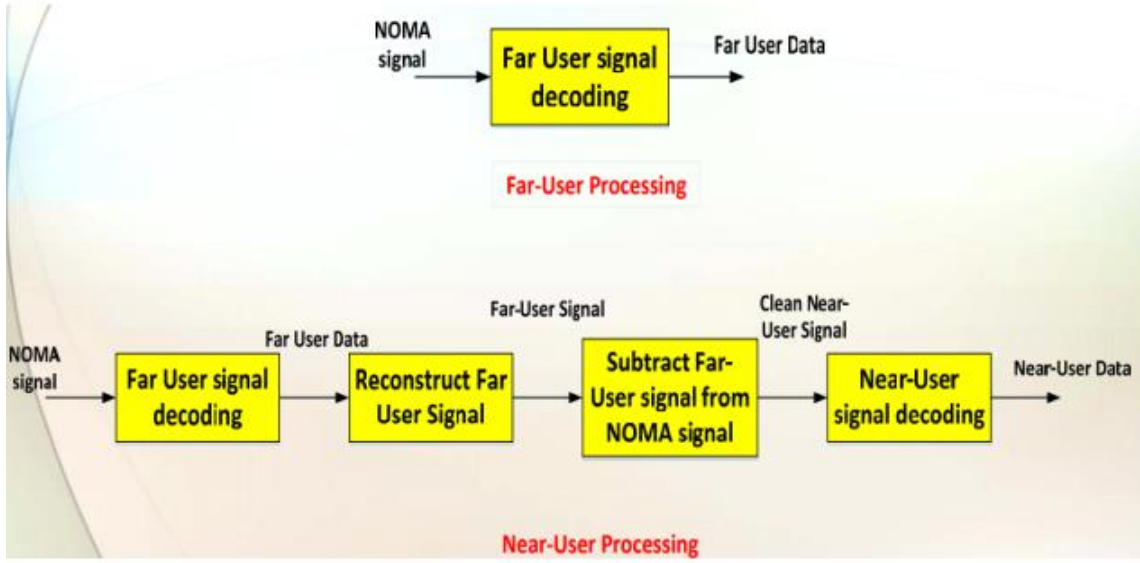 NOMA
signal
Far User signal
decoding
Far User Data
Far-User Processing
NOMA
signal
Far User signal
decoding
Far User Data
Reconstruct Far
User Signal
Far-User Signal
Subtract Far-
User signal from
NOMA signal
Clean Near-
User Signal
Near-User
signal decoding
Near-User Data
Near-User Processing